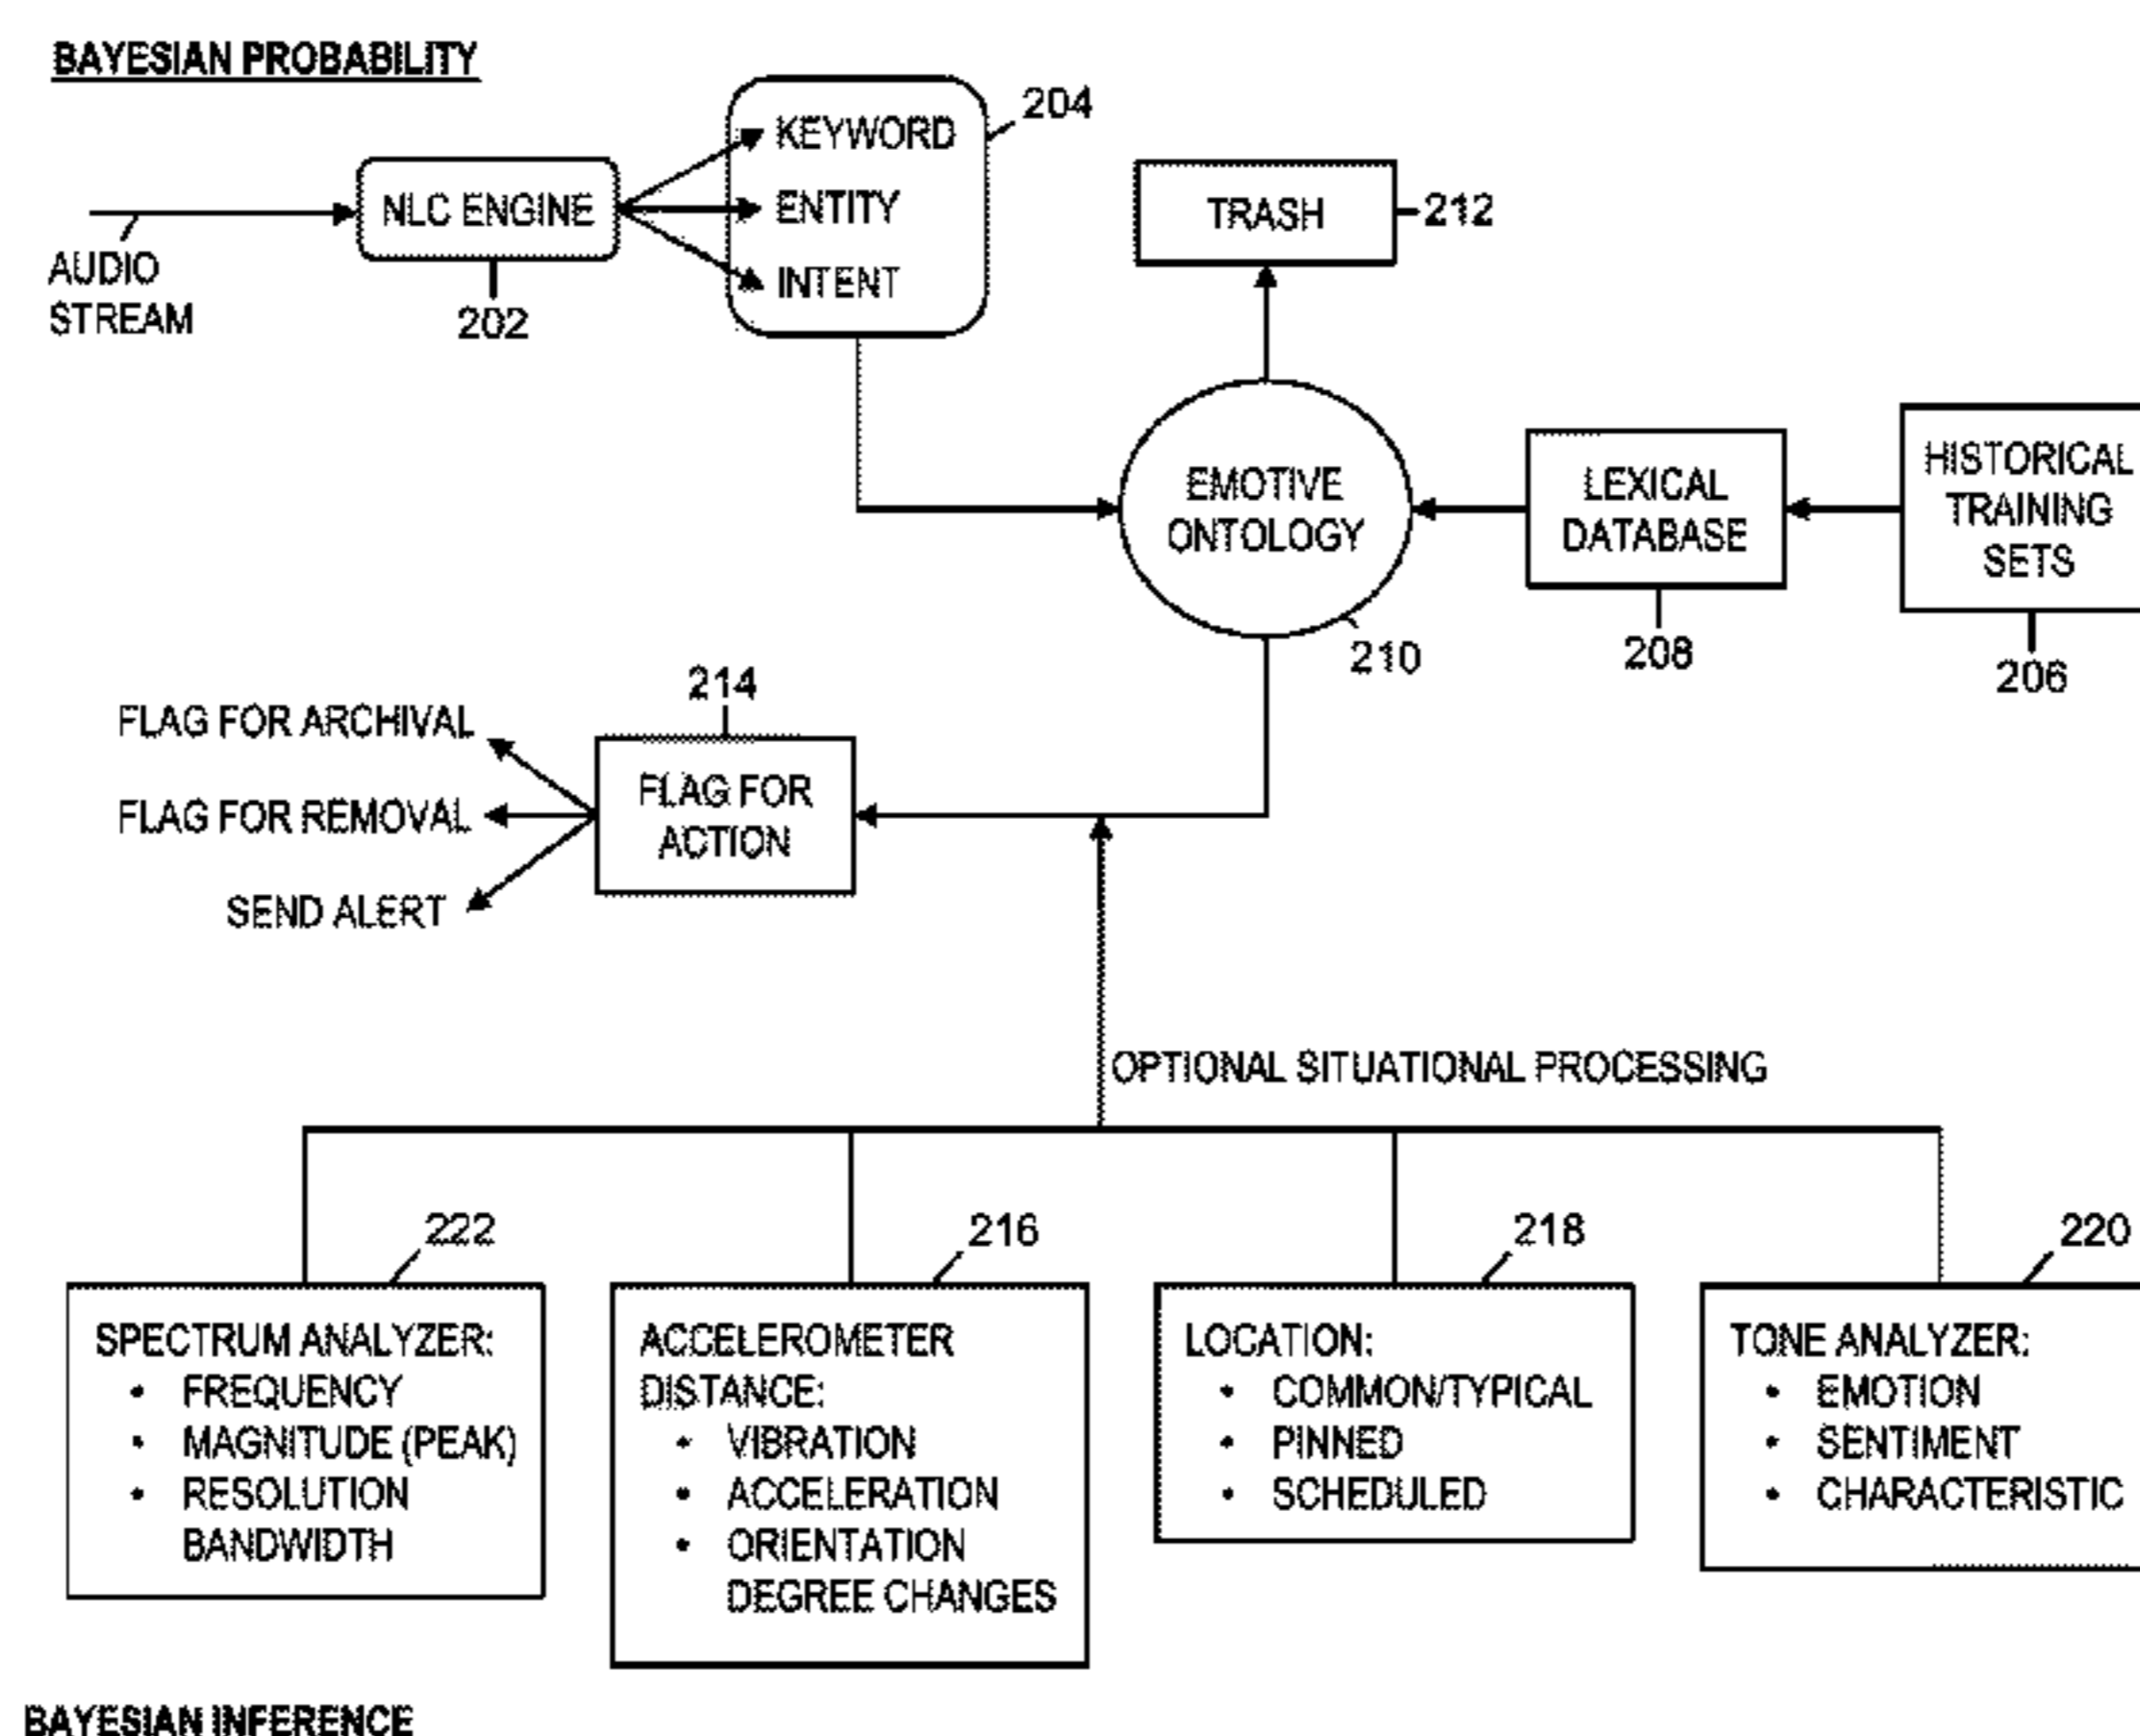 BAYESIAN PROBABILITY
204
KEYWORD
ENTITY
INTENT
NLC ENGINE
202
AUDIO
STREAM
TRASH
212
EMOTIVE
ONTOLOGY
210
LEXICAL
DATABASE
208
HISTORICAL
TRAINING
SETS
206
214
FLAG FOR
ACTION
FLAG FOR ARCHIVAL
FLAG FOR REMOVAL
SEND ALERT
OPTIONAL SITUATIONAL PROCESSING
222
SPECTRUM ANALYZER:
• FREQUENCY
• MAGNITUDE (PEAK)
• RESOLUTION
BANDWIDTH
216
ACCELEROMETER
DISTANCE:
• VIBRATION
• ACCELERATION
• ORIENTATION
DEGREE CHANGES
218
LOCATION:
• COMMON/TYPICAL
• PINNED
• SCHEDULED
220
TONE ANALYZER:
• EMOTION
• SENTIMENT
• CHARACTERISTIC
BAYESIAN INFERENCE